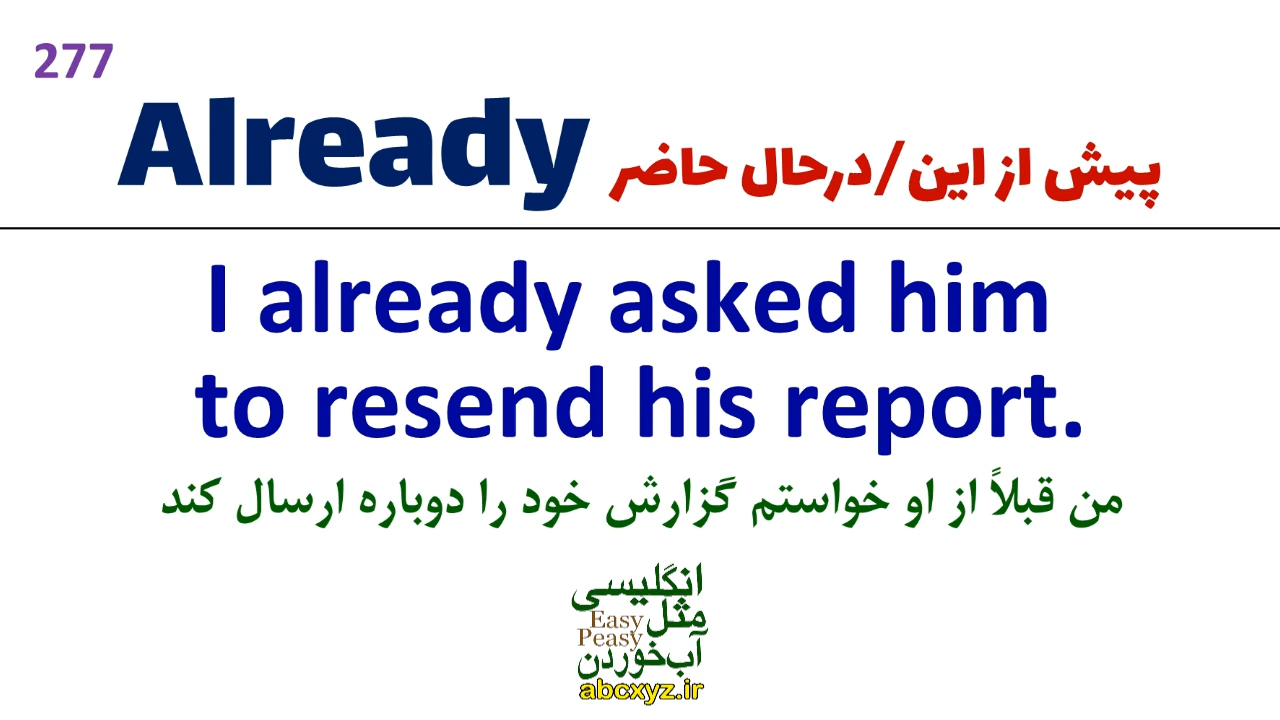 277
Already پیش از این/درحال حاضر
I already asked him
to resend his report.
من قبلاً از او خواستم گزارش خود را دوباره ارسال کند
انگلیسی
مثل Easy
Peasy
آب‌خوردن
abcxyz.ir